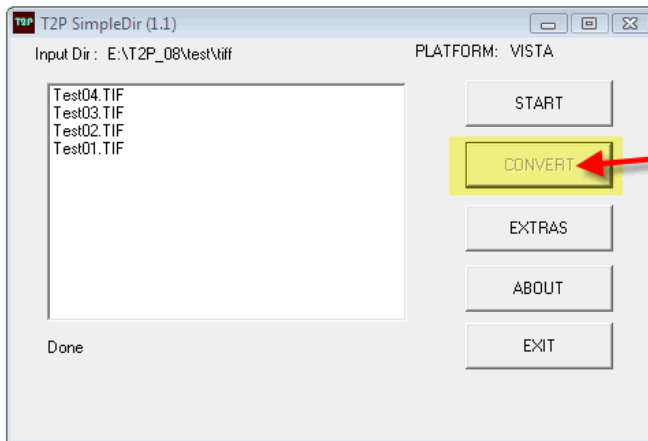 T2P T2P SimpleDir (1.1)
Input Dir : E:\T2P_08\test\tiff
PLATFORM: VISTA
Test04.TIF
Test03.TIF
Test02.TIF
Test01.TIF
START
CONVERT
EXTRAS
ABOUT
EXIT
Done